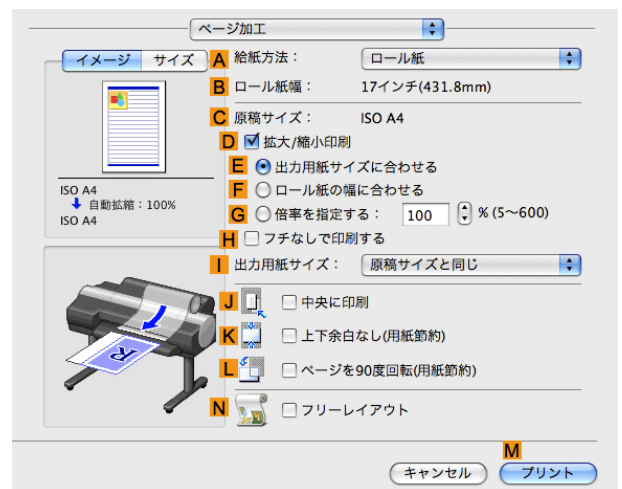 ページ加工
イメージ サイズ
A 給紙方法： ロール紙
B ロール紙幅： 17インチ(431.8mm)
C 原稿サイズ： ISO A4
D 拡大/縮小印刷
E 出力用紙サイズに合わせる
F ロール紙の幅に合わせる
G 倍率を指定する： 100 % (5〜600)
H フチなしで印刷する
ISO A4
自動拡縮：100%
ISO A4
I 出力用紙サイズ： 原稿サイズと同じ
J 中央に印刷
K 上下余白なし(用紙節約)
L ページを90度回転(用紙節約)
N フリーレイアウト
R
M
キャンセル プリント